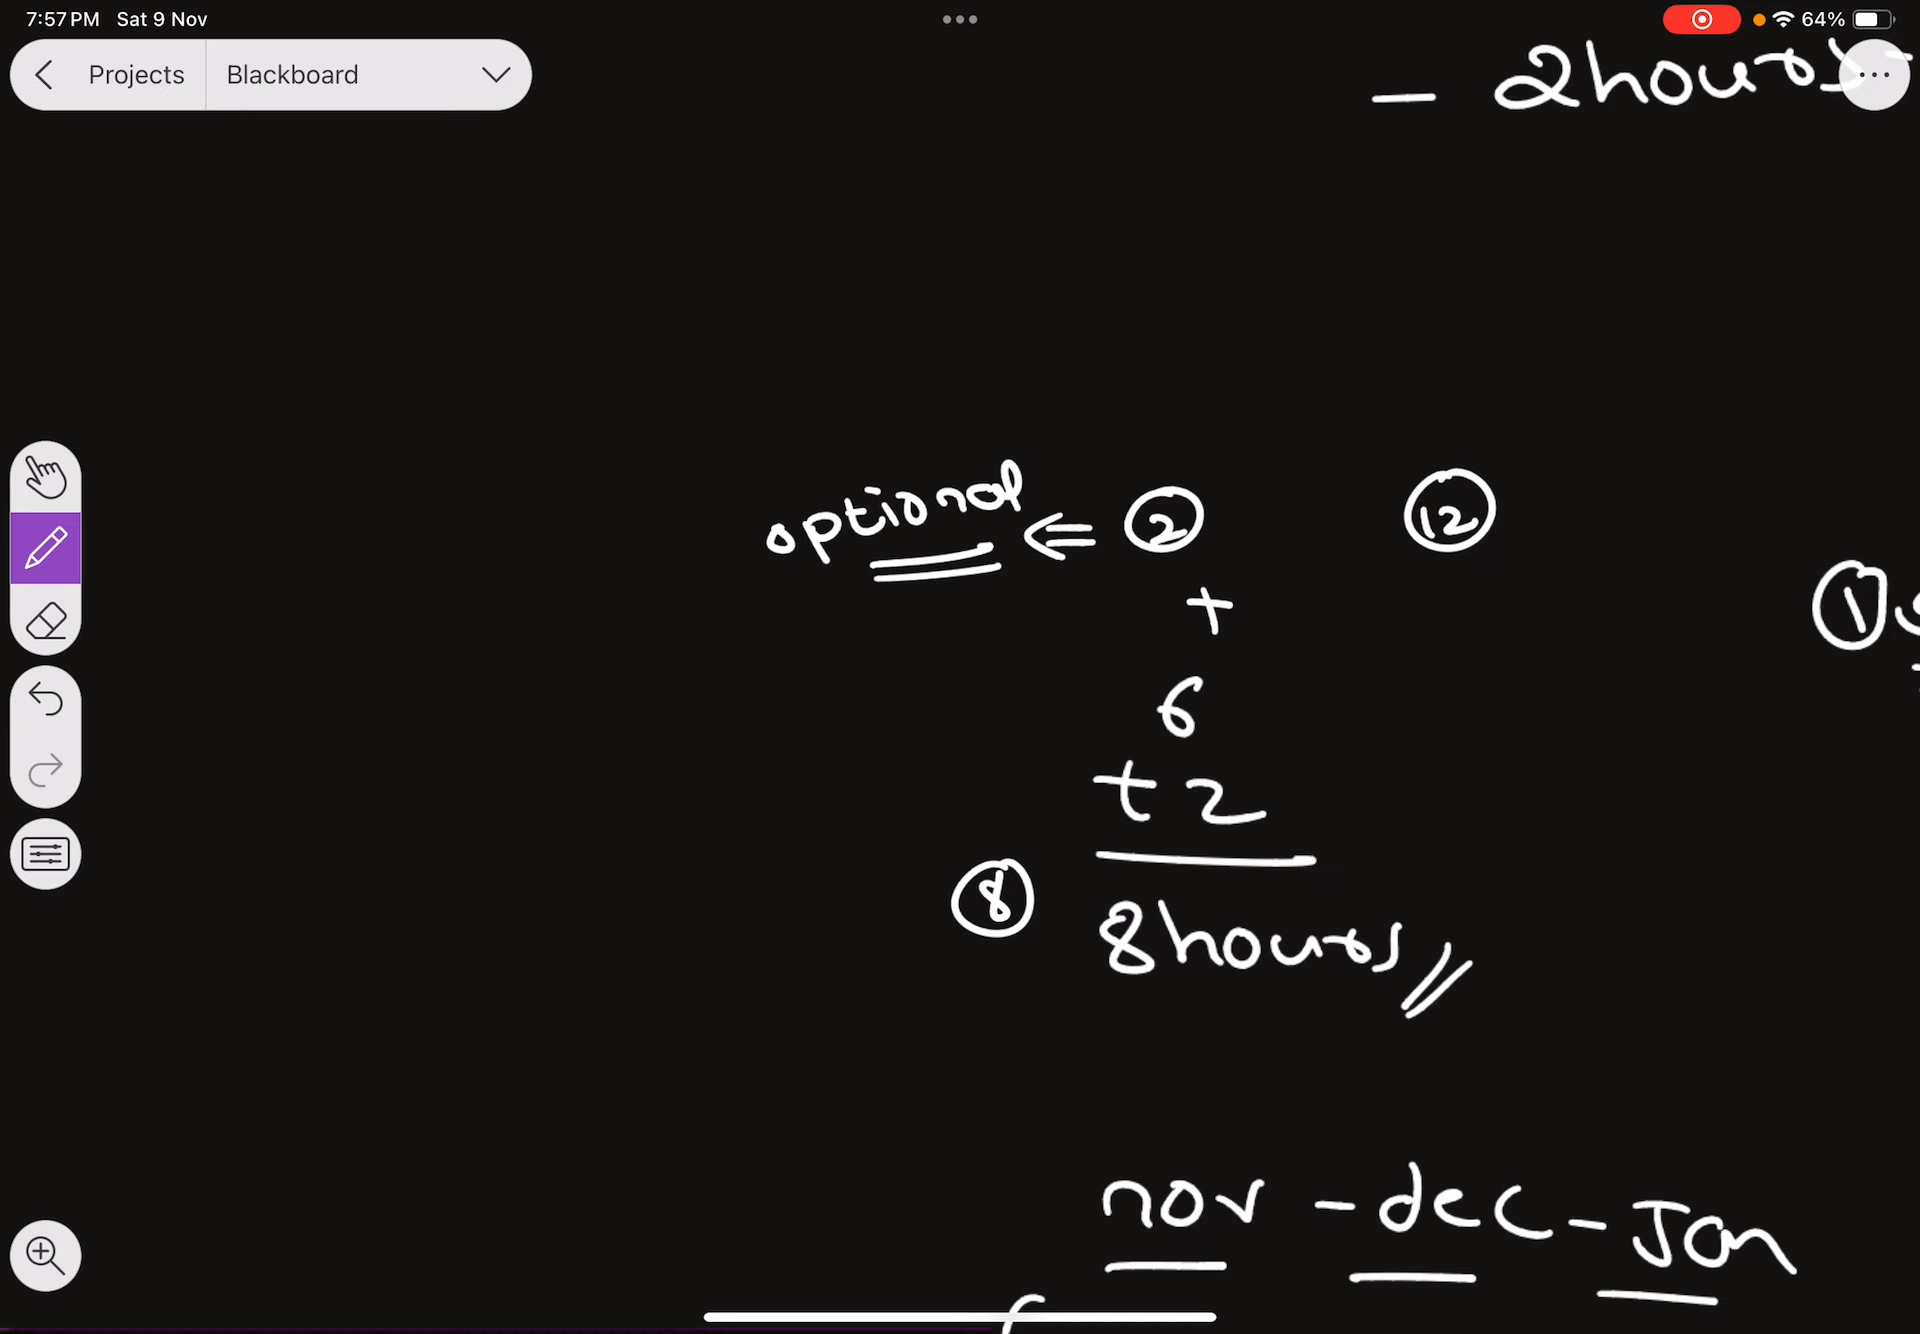 7:57 PM Sat 9 Nov 64%
Projects Blackboard
- 2hours
optional ⇐ ② ⑫
①
+
6
+ 2
⑧ 8hours //
nov - dec - Jan